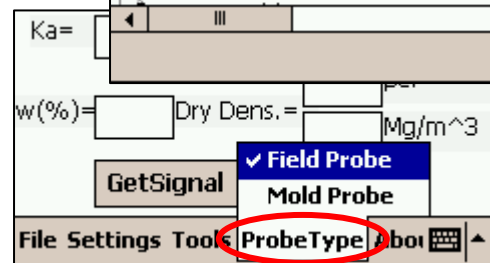 Ka=
w(%)= Dry Dens.=
Mg/m^3
GetSignal
✓ Field Probe
Mold Probe
File Settings Tools ProbeType